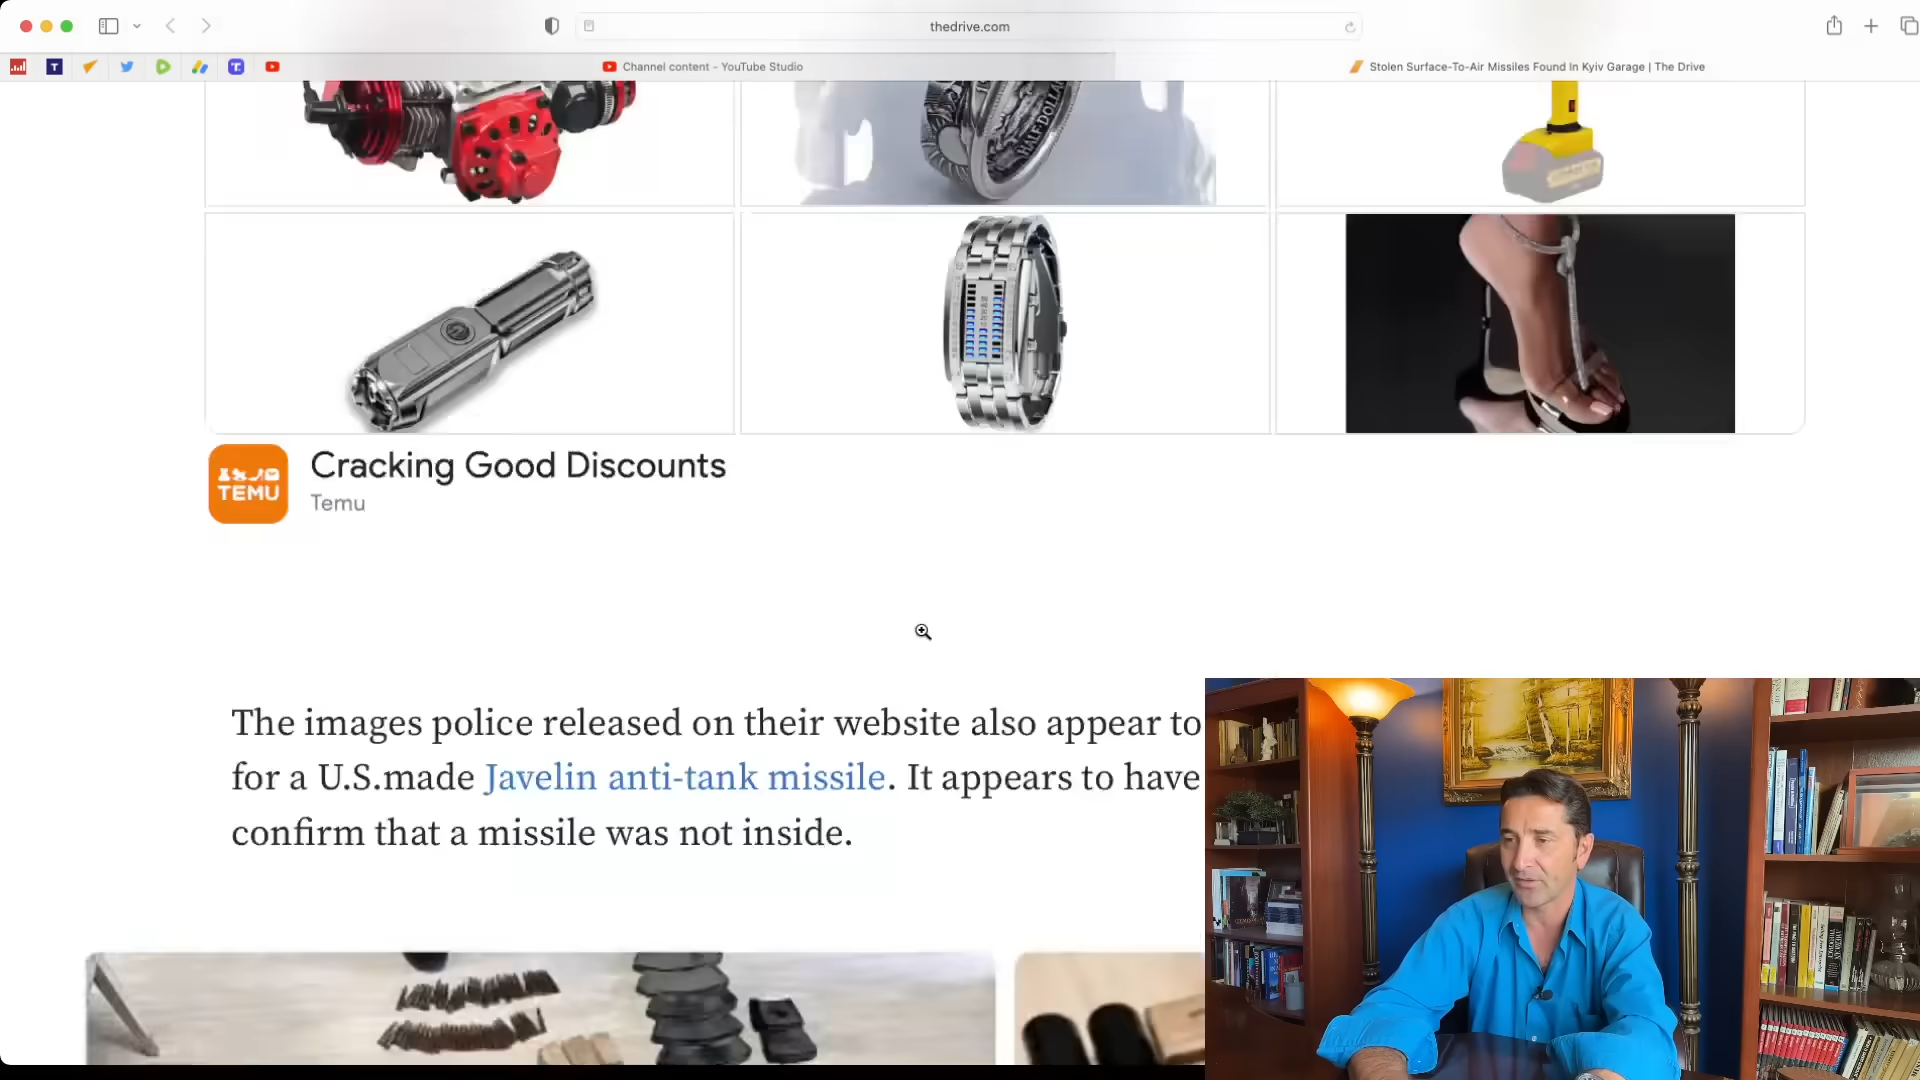 thedrive.com
Channel content - YouTube Studio
Stolen Surface-To-Air Missiles Found In Kyiv Garage | The Drive
HALF DOLLAR
TEMU
Cracking Good Discounts
Temu
The images police released on their website also appear to
for a U.S.made Javelin anti-tank missile. It appears to have
confirm that a missile was not inside.